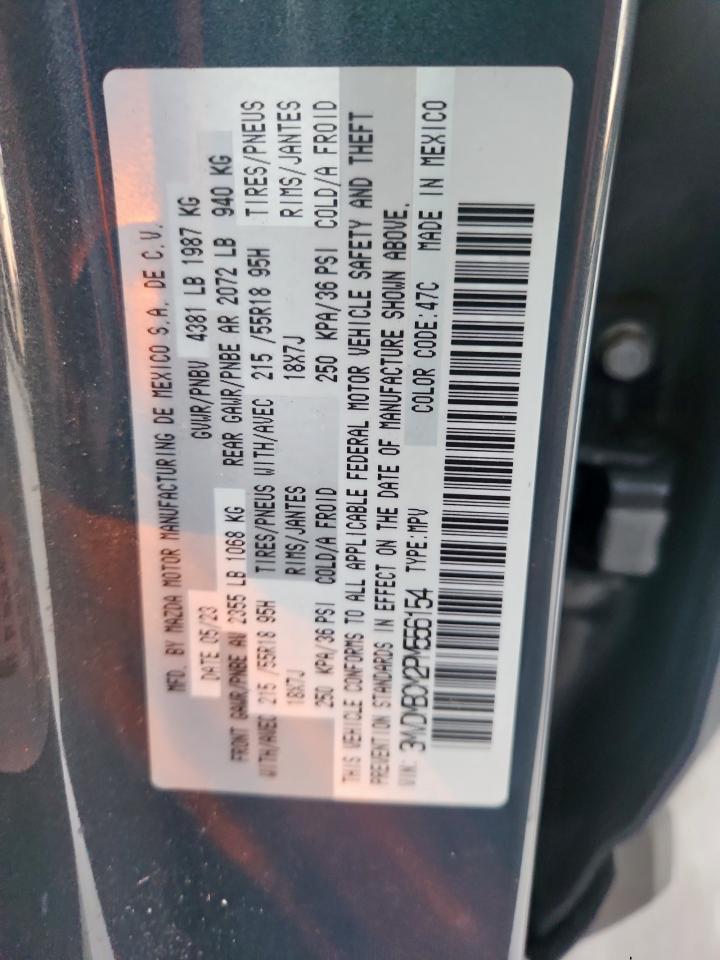 MFD. BY MAZDA MOTOR MANUFACTURING DE MEXICO S.A. DE C.V.
DATE 05/23 GVWR/PNBV 4381 LB 1987 KG
FRONT GAWR/PNBE AV 2355 LB 1068 KG REAR GAWR/PNBE AR 2072 LB 940 KG
WITH/AVEC 215 /55R18 95H TIRES/PNEUS WITH/AVEC 215 /55R18 95H TIRES/PNEUS
18X7J RIMS/JANTES 18X7J RIMS/JANTES
250 KPA/36 PSI COLD/A FROID 250 KPA/36 PSI COLD/A FROID
THIS VEHICLE CONFORMS TO ALL APPLICABLE FEDERAL MOTOR VEHICLE SAFETY AND THEFT
PREVENTION STANDARDS IN EFFECT ON THE DATE OF MANUFACTURE SHOWN ABOVE.
VIN: TYPE:MPV COLOR CODE:47C MADE IN MEXICO